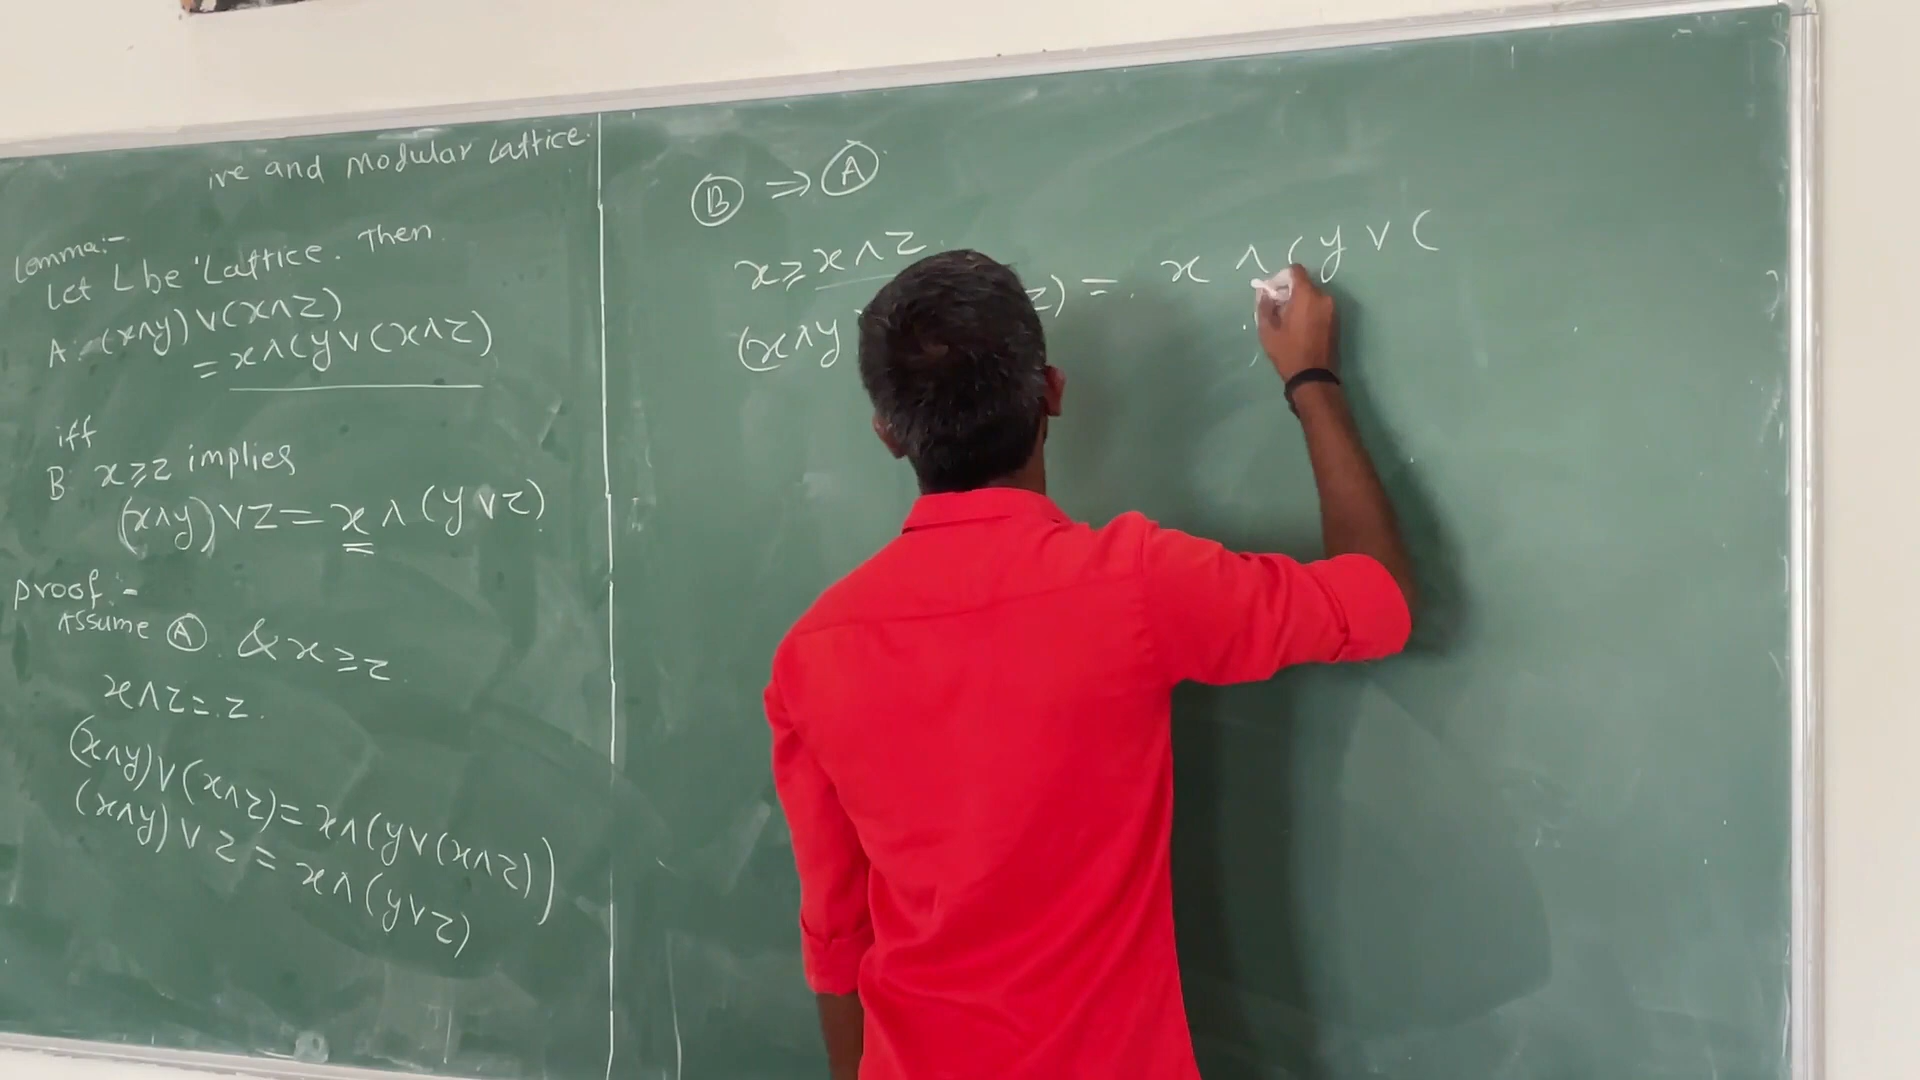 ive and Modular Lattice.
Lemma:-
Let L be Lattice. Then
A: (x∧y) ∨ (x∧z)
= x∧(y∨(x∧z)
iff
B: x≥z implies
(x∧y)∨z = x∧(y∨z)
Proof:-
Assume Ⓐ & x≥z
x∧z=z.
(x∧y)∨(x∧z)=x∧(y∨(x∧z))
(x∧y)∨z = x∧(y∨z)
Ⓑ ⇒ Ⓐ
x≥x∧z.
(x∧y z) = x ∧ ( y ∨ (